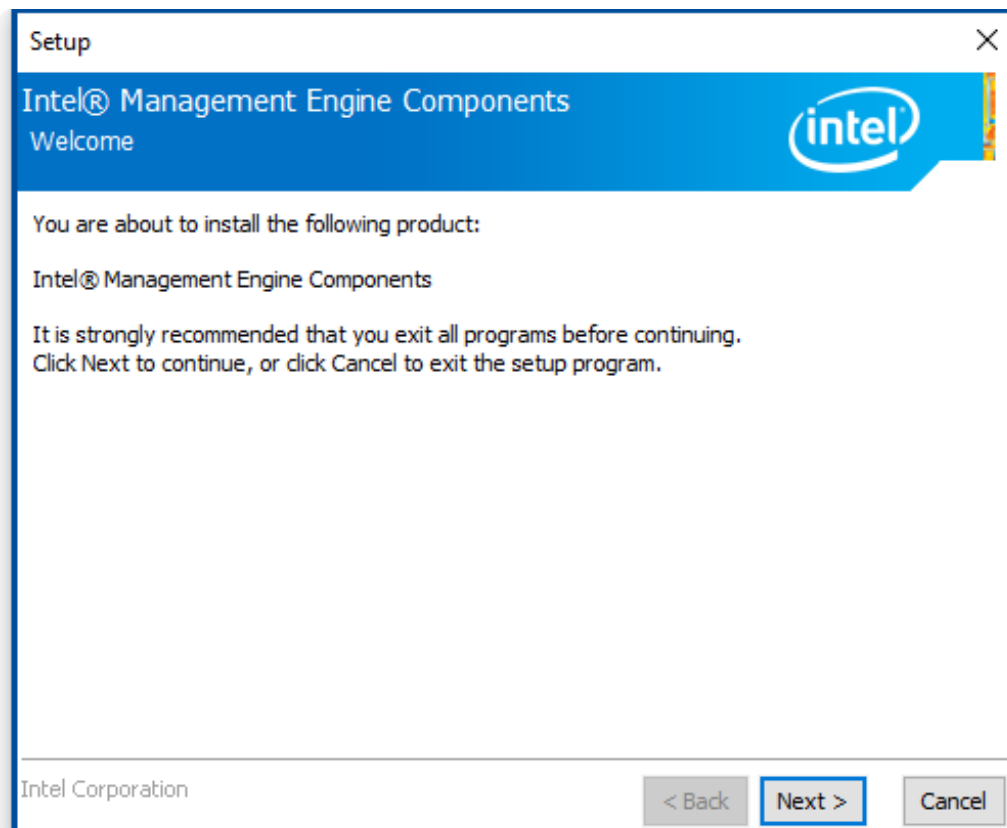 Setup
Intel® Management Engine Components
Welcome
intel
You are about to install the following product:
Intel® Management Engine Components
It is strongly recommended that you exit all programs before continuing.
Click Next to continue, or click Cancel to exit the setup program.
Intel Corporation
< Back Next > Cancel